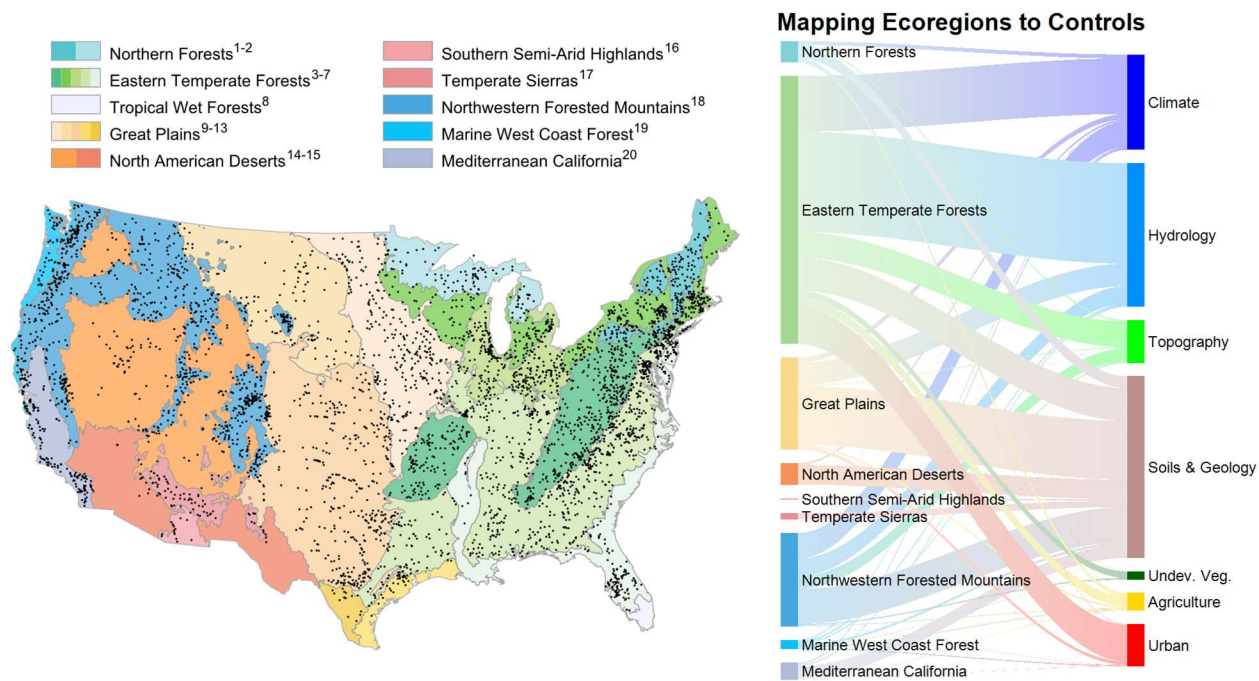 Northern Forests1-2
Eastern Temperate Forests3-7
Tropical Wet Forests8
Great Plains9-13
North American Deserts14-15
Southern Semi-Arid Highlands16
Temperate Sierras17
Northwestern Forested Mountains18
Marine West Coast Forest19
Mediterranean California20
Mapping Ecoregions to Controls
Northern Forests
Eastern Temperate Forests
Great Plains
North American Deserts
Southern Semi-Arid Highlands
Temperate Sierras
Northwestern Forested Mountains
Marine West Coast Forest
Mediterranean California
Climate
Hydrology
Topography
Soils & Geology
Undev. Veg.
Agriculture
Urban